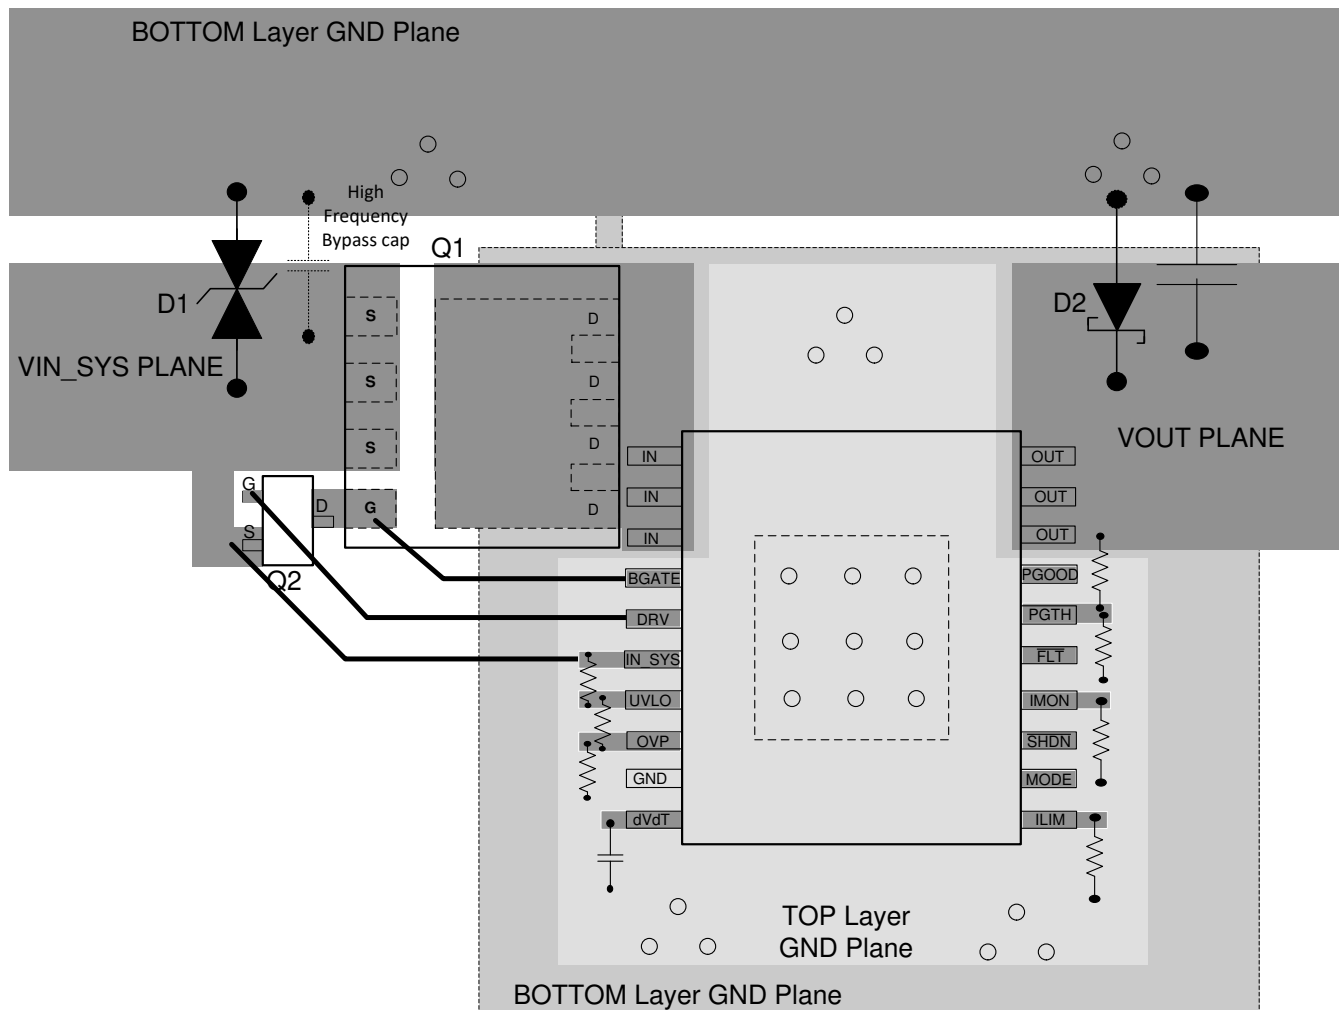 BOTTOM Layer GND Plane
High
Frequency
Bypass cap
Q1
D1
VIN_SYS PLANE
S
S
S
G
D
D
D
D
D2
VOUT PLANE
G
D
S
Q2
IN
IN
IN
BGATE
DRV
IN_SYS
UVLO
OVP
GND
dVdT
OUT
OUT
OUT
PGOOD
PGTH
FLT
IMON
SHDN
MODE
ILIM
TOP Layer
GND Plane
BOTTOM Layer GND Plane